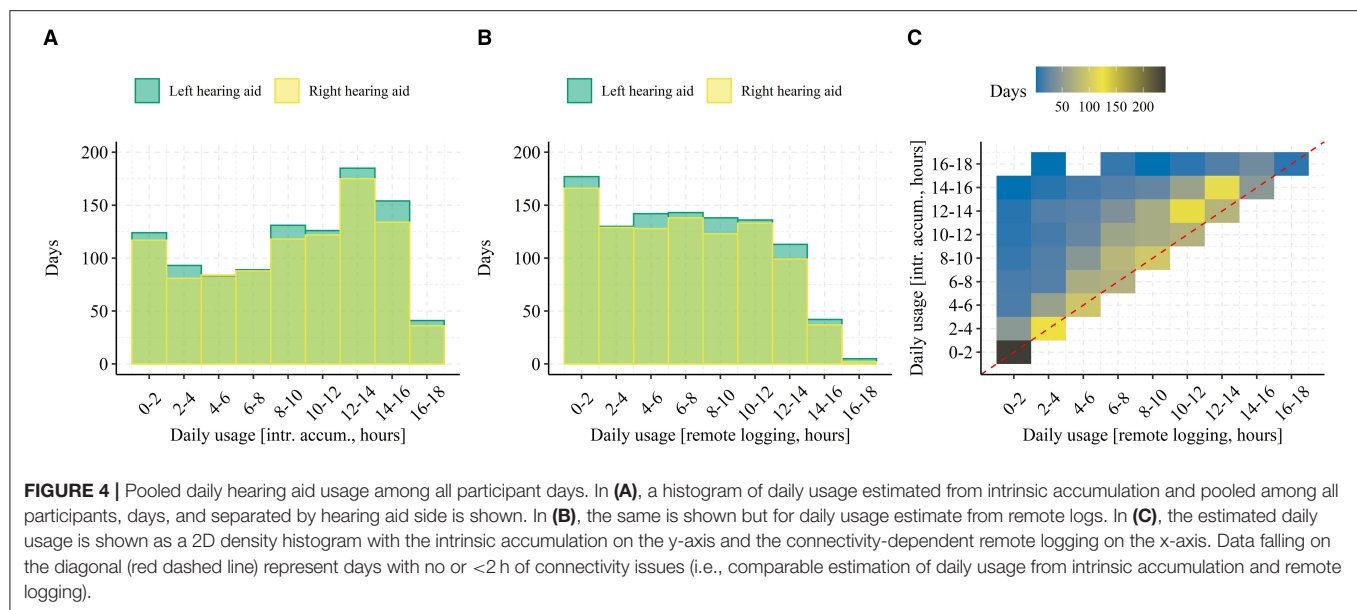 A
B
C
Left hearing aid Right hearing aid
Left hearing aid Right hearing aid
Days
50 100 150 200
200
150
100
50
0
Days
0-2
2-4
4-6
6-8
8-10
10-12
12-14
14-16
16-18
Daily usage [intr. accum., hours]
200
150
100
50
0
Days
0-2
2-4
4-6
6-8
8-10
10-12
12-14
14-16
16-18
Daily usage [remote logging, hours]
16-18
14-16
12-14
10-12
8-10
6-8
4-6
2-4
0-2
Daily usage [intr. accum., hours]
0-2
2-4
4-6
6-8
8-10
10-12
12-14
14-16
16-18
Daily usage [remote logging, hours]
FIGURE 4 | Pooled daily hearing aid usage among all participant days. In (A), a histogram of daily usage estimated from intrinsic accumulation and pooled among all
participants, days, and separated by hearing aid side is shown. In (B), the same is shown but for daily usage estimate from remote logs. In (C), the estimated daily
usage is shown as a 2D density histogram with the intrinsic accumulation on the y-axis and the connectivity-dependent remote logging on the x-axis. Data falling on
the diagonal (red dashed line) represent days with no or <2 h of connectivity issues (i.e., comparable estimation of daily usage from intrinsic accumulation and remote
logging).